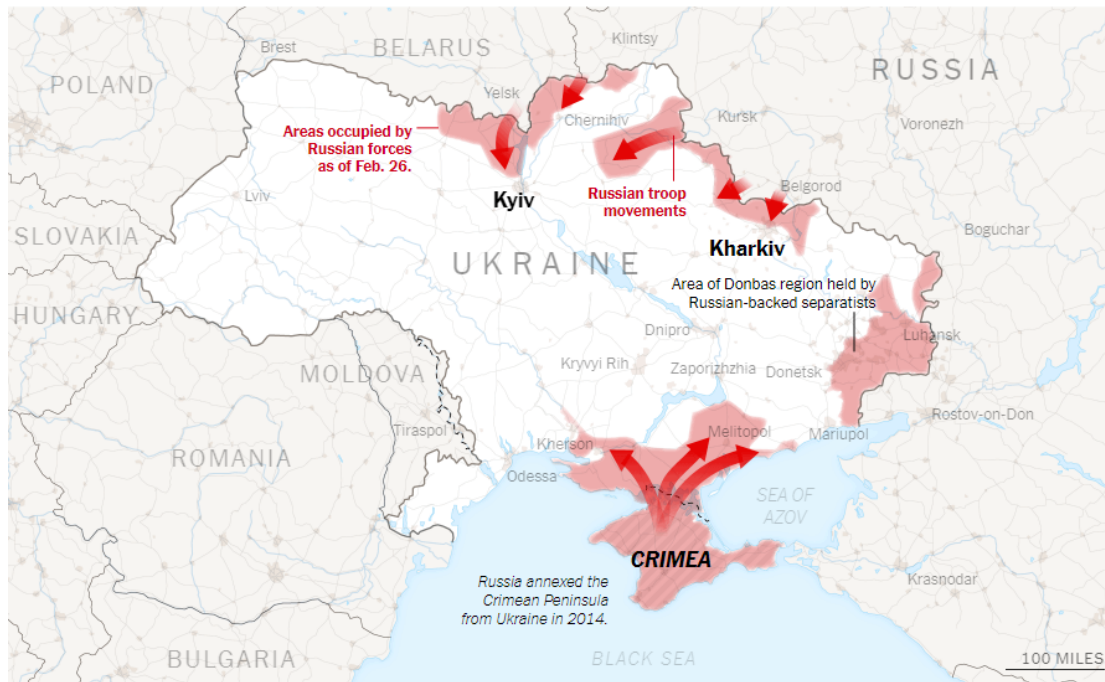 Klintsy
Brest
BELARUS
RUSSIA
POLAND
Yelsk
Chernihiv
Kursk
Voronezh
Areas occupied by
Russian forces
as of Feb. 26.
Lviv
Kyiv
Russian troop
movements
Belgorod
SLOVAKIA
Boguchar
Kharkiv
UKRAINE
Area of Donbas region held by
Russian-backed separatists
HUNGARY
Dnipro
Luhansk
Kryvyi Rih
Zaporizhzhia
Donetsk
MOLDOVA
Rostov-on-Don
Tiraspol
Kherson
Melitopol
Mariupol
ROMANIA
Odessa
SEA OF
AZOV
CRIMEA
Krasnodar
Russia annexed the
Crimean Peninsula
from Ukraine in 2014.
BULGARIA
BLACK SEA
100 MILES